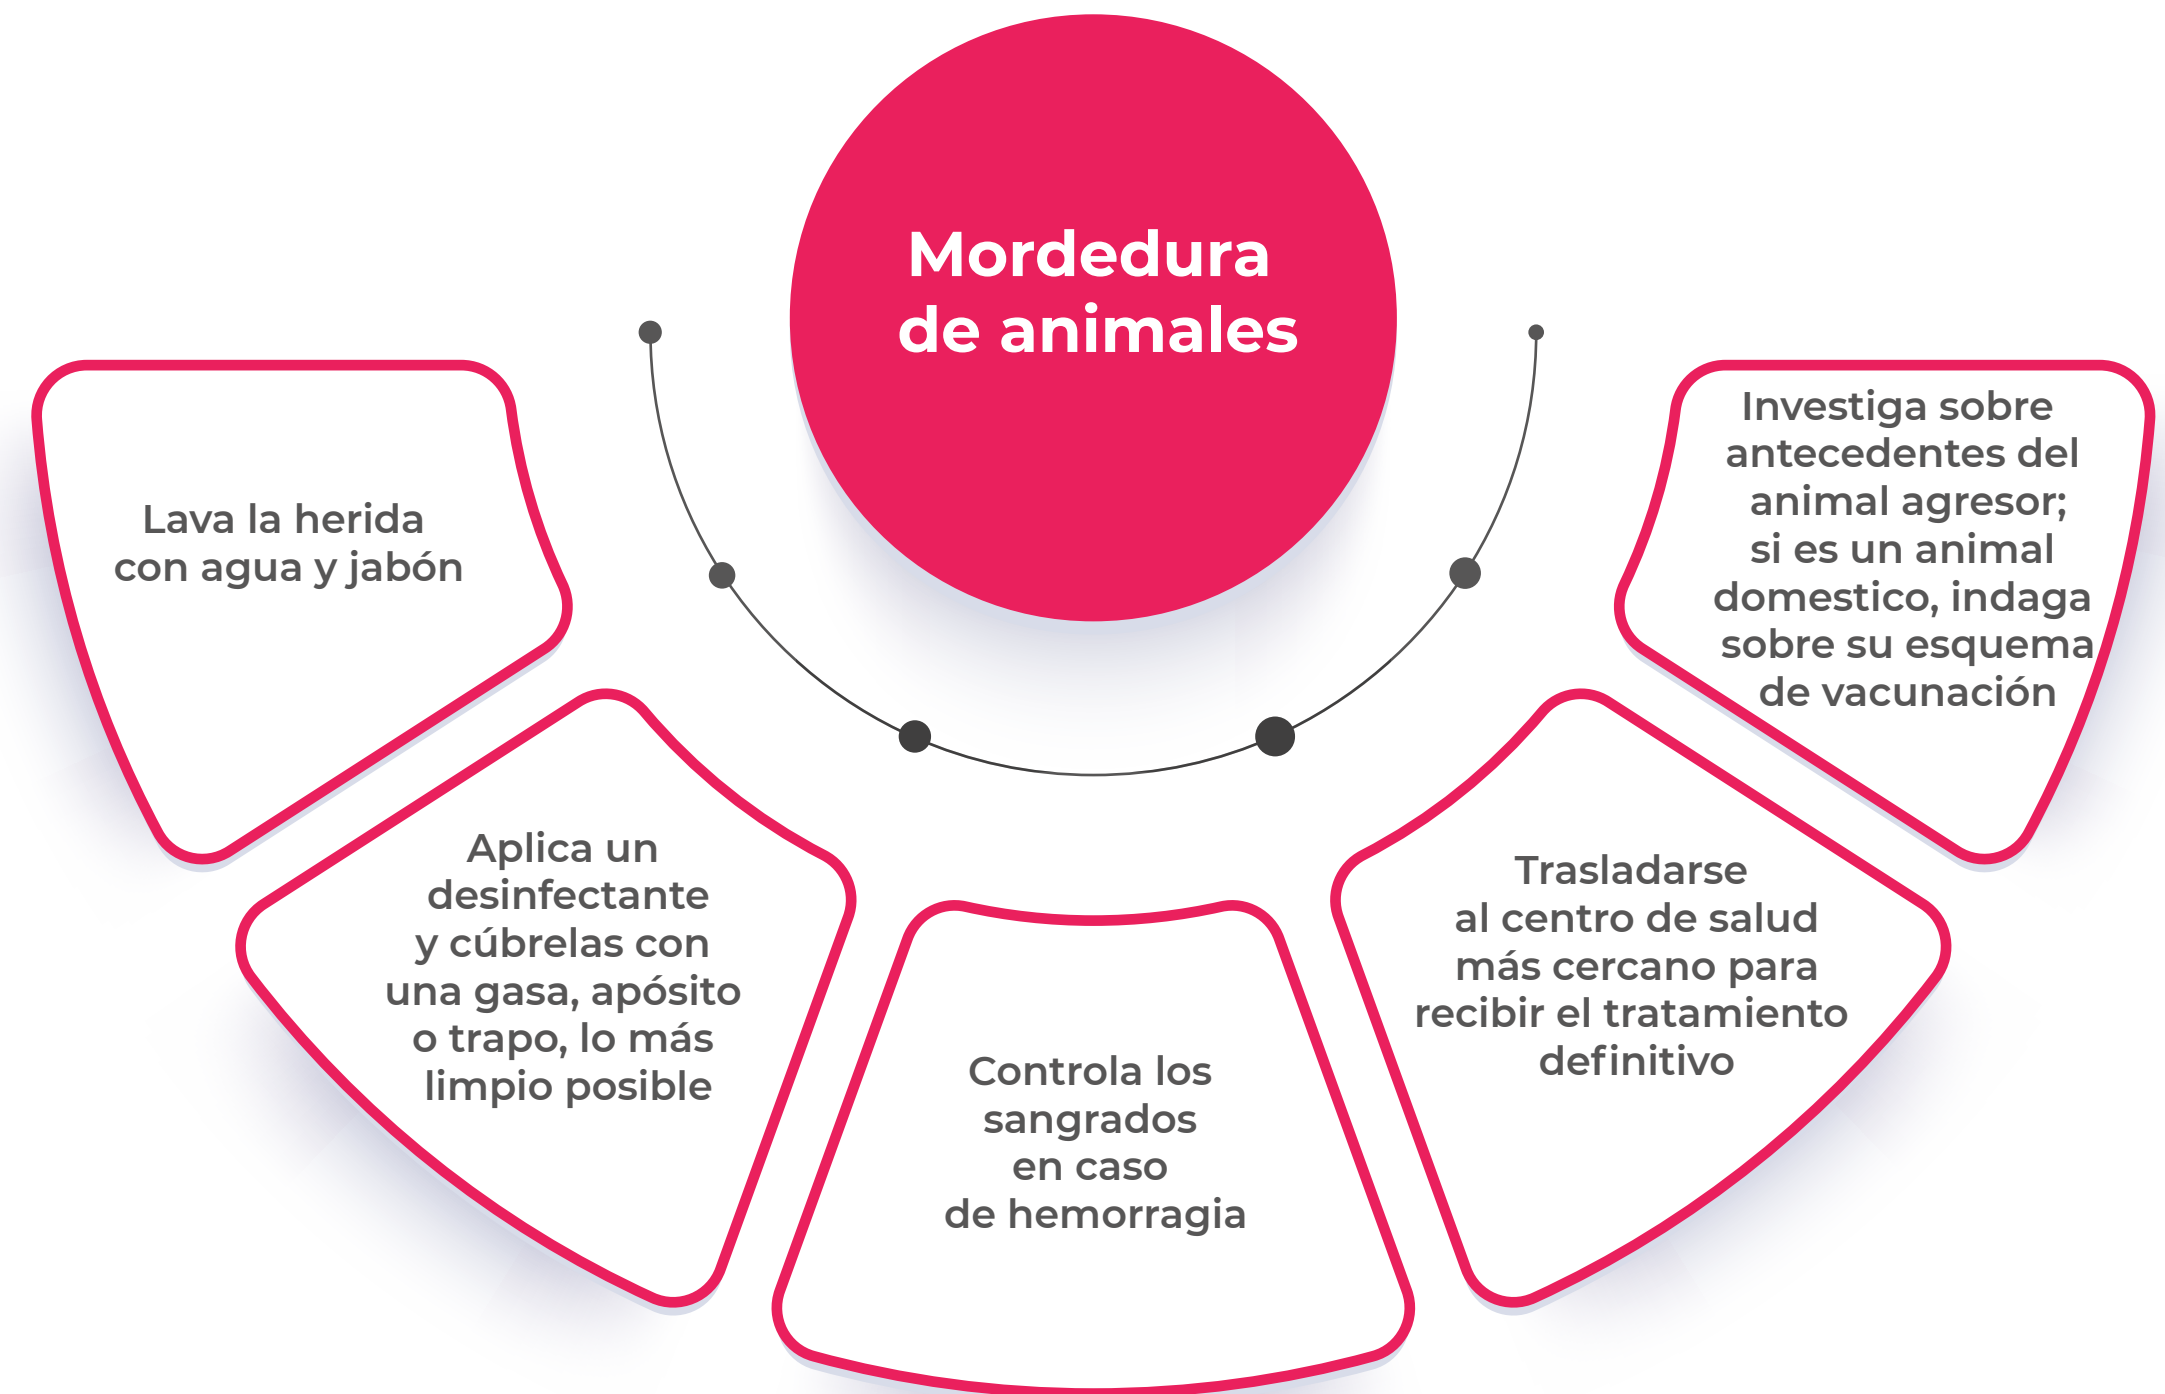 Mordedura
de animales
Lava la herida
con agua y jabón
Aplica un
desinfectante
y cúbrelas con
una gasa, apósito
o trapo, lo más
limpio posible
Controla los
sangrados
en caso
de hemorragia
Trasladarse
al centro de salud
más cercano para
recibir el tratamiento
definitivo
Investiga sobre
antecedentes del
animal agresor;
si es un animal
domestico, indaga
sobre su esquema
de vacunación